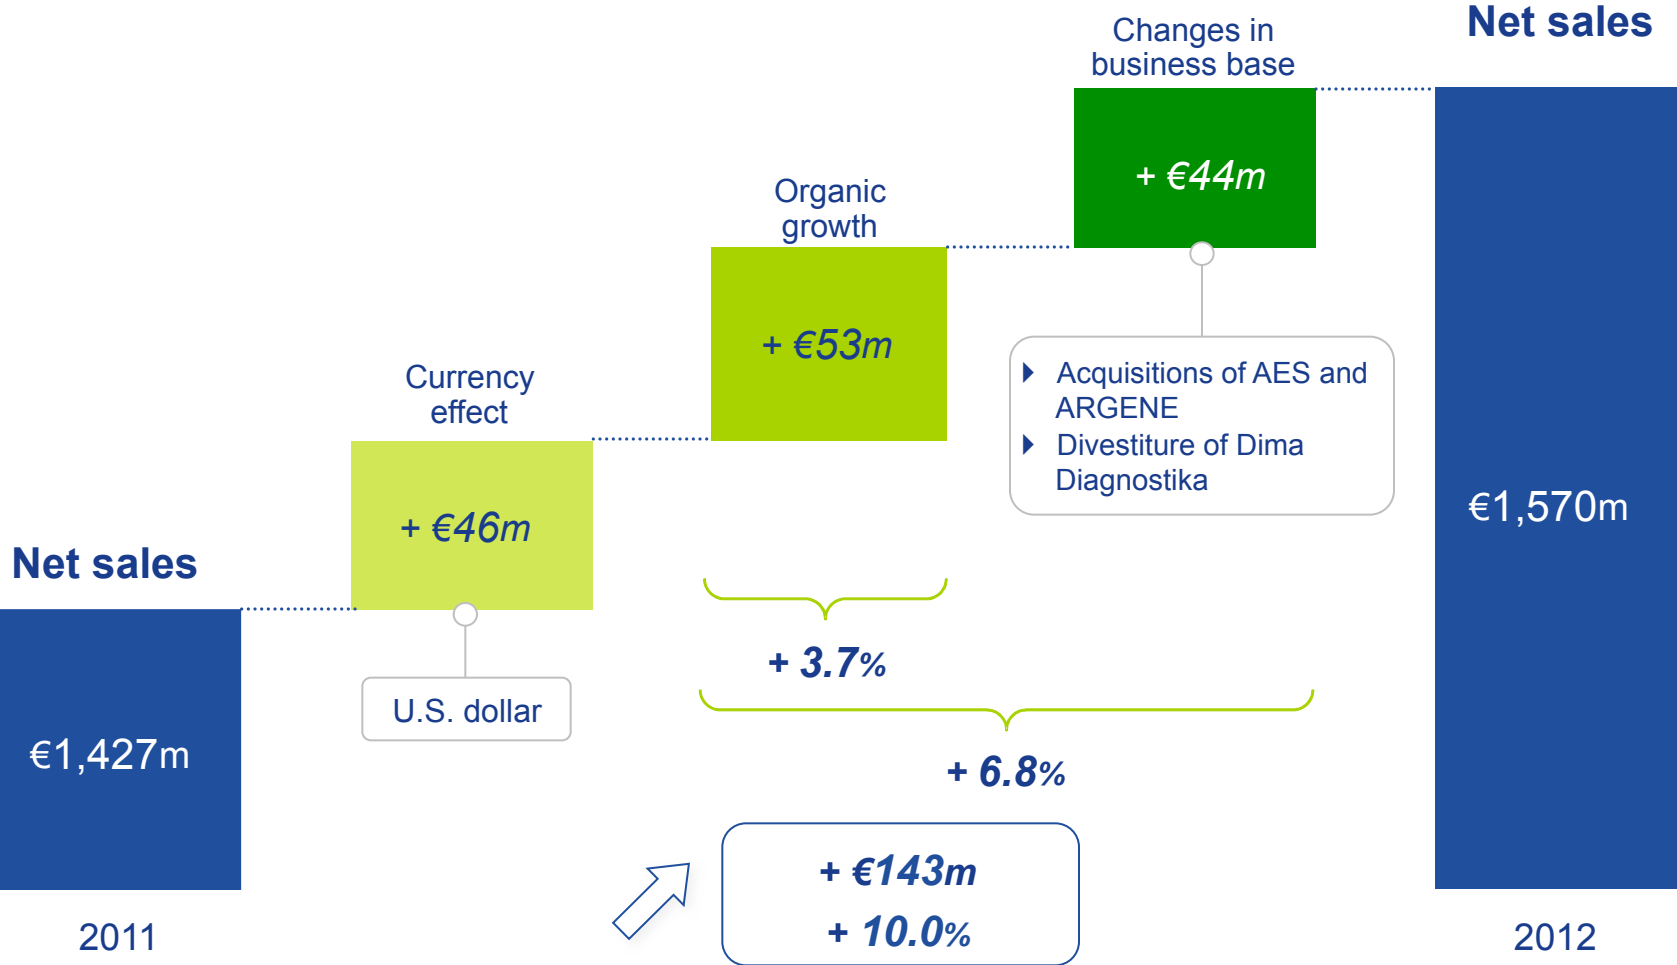 Net sales
€1,427m
2011
Currency
effect
+ €46m
U.S. dollar
Organic
growth
+ €53m
+ 3.7%
Changes in
business base
+ €44m
Acquisitions of AES and
ARGENE
Divestiture of Dima
Diagnostika
+ 6.8%
+ €143m
+ 10.0%
Net sales
€1,570m
2012